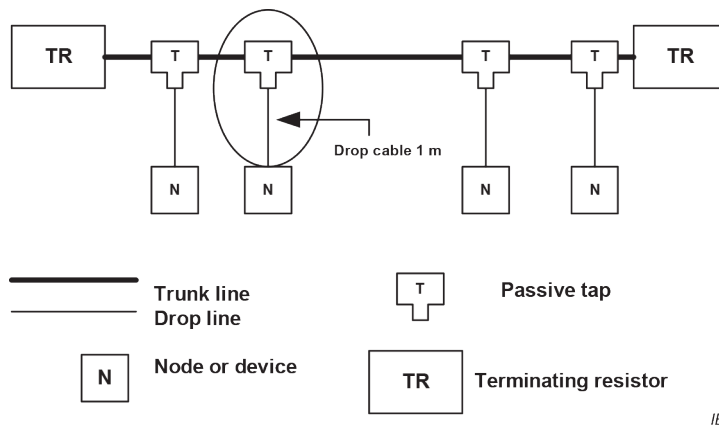 TR T T T T TR
Drop cable 1 m
N N N N
Trunk line
Drop line
T Passive tap
N Node or device
TR Terminating resistor